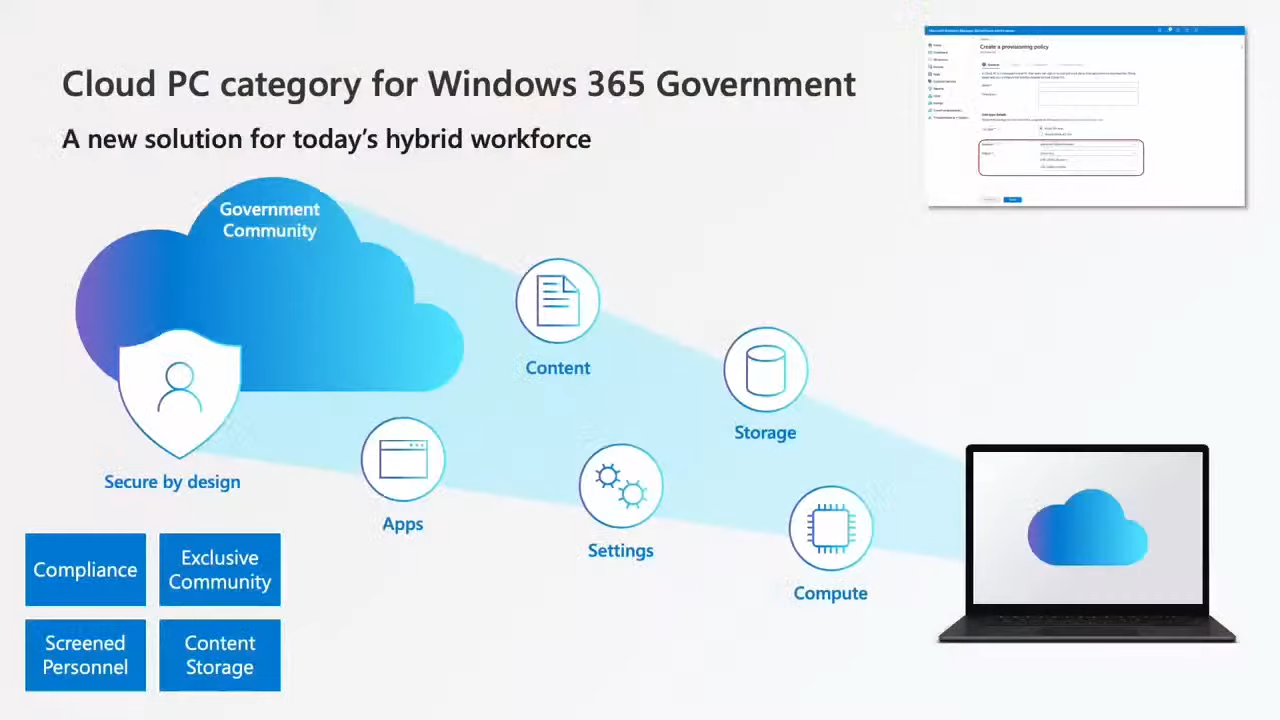 Cloud PC categry for Windows 365 Government
A new solution for today's hybrid workforce
Create a provisioning policy
Government
Community
Content
Storage
Secure by design
Apps
Settings
Compute
Compliance
Exclusive
Community
Screened
Personnel
Content
Storage